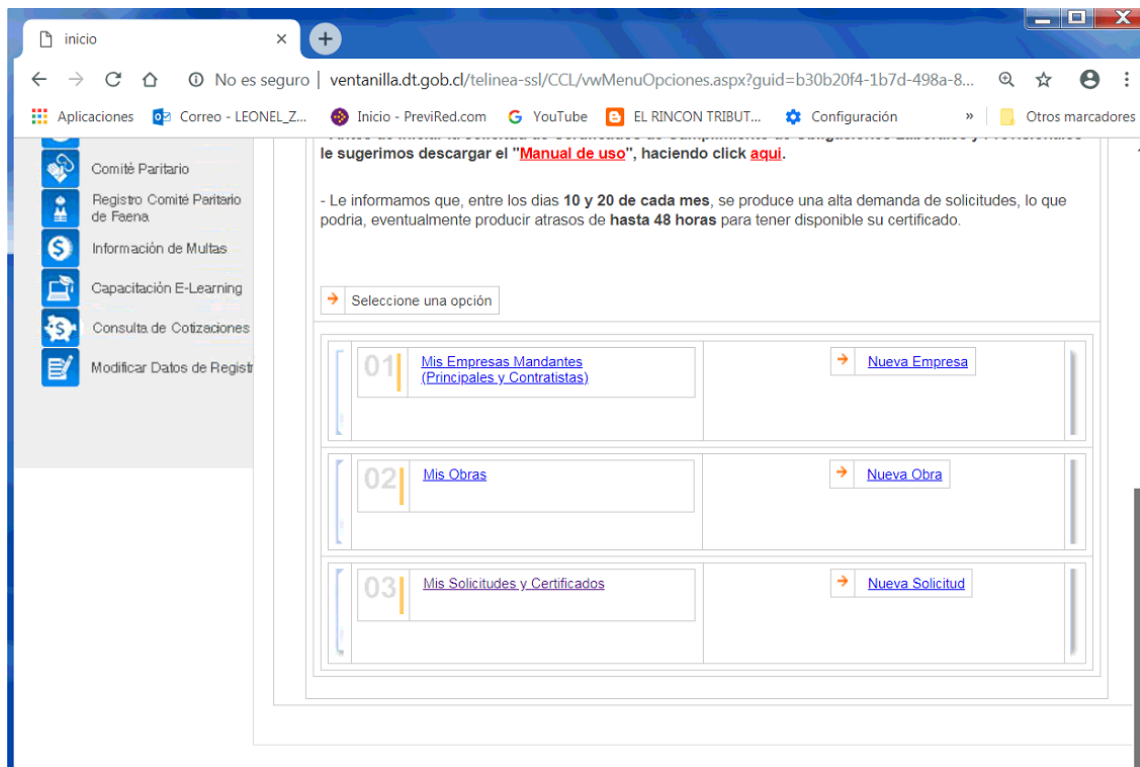 inicio
No es seguro | ventanilla.dt.gob.cl/telinea-ssl/CCL/vwMenuOpciones.aspx?guid=b30b20f4-1b7d-498a-8...
Aplicaciones Correo - LEONEL_Z... Inicio - PreviRed.com YouTube EL RINCON TRIBUT... Configuración » Otros marcadores
Comité Paritario
Registro Comité Paritario
de Faena
Información de Multas
Capacitación E-Learning
Consulta de Cotizaciones
Modificar Datos de Registr
le sugerimos descargar el "Manual de uso", haciendo click aqui.
- Le informamos que, entre los dias 10 y 20 de cada mes, se produce una alta demanda de solicitudes, lo que
podria, eventualmente producir atrasos de hasta 48 horas para tener disponible su certificado.
Seleccione una opción
01 Mis Empresas Mandantes
(Principales y Contratistas)
Nueva Empresa
02 Mis Obras
Nueva Obra
03 Mis Solicitudes y Certificados
Nueva Solicitud